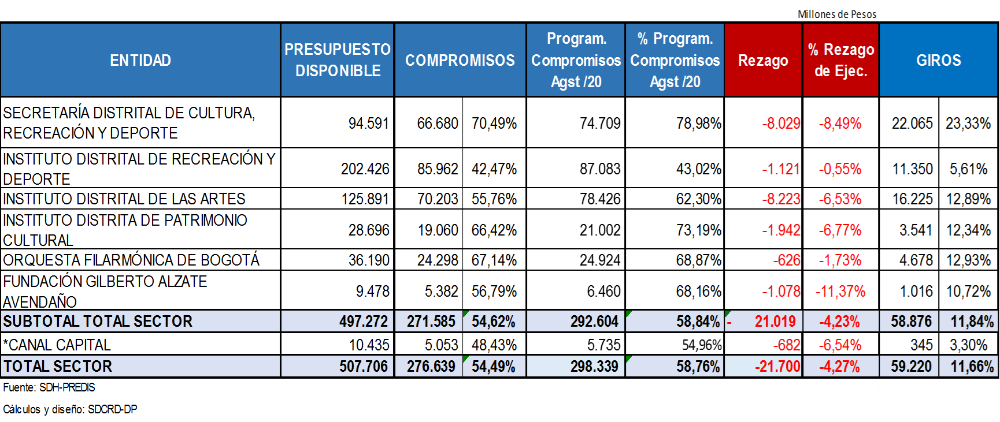 Millones de Pesos
ENTIDAD PRESUPUESTO DISPONIBLE COMPROMISOS Program. Compromisos Agst /20 % Program. Compromisos Agst /20 Rezago % Rezago de Ejec. GIROS
SECRETARÍA DISTRITAL DE CULTURA,
RECREACIÓN Y DEPORTE 94.591 66.680 70,49% 74.709 78,98% -8.029 -8,49% 22.065 23,33%
INSTITUTO DISTRITAL DE RECREACIÓN Y
DEPORTE 202.426 85.962 42,47% 87.083 43,02% -1.121 -0,55% 11.350 5,61%
INSTITUTO DISTRITAL DE LAS ARTES 125.891 70.203 55,76% 78.426 62,30% -8.223 -6,53% 16.225 12,89%
INSTITUTO DISTRITA DE PATRIMONIO
CULTURAL 28.696 19.060 66,42% 21.002 73,19% -1.942 -6,77% 3.541 12,34%
ORQUESTA FILARMÓNICA DE BOGOTÁ 36.190 24.298 67,14% 24.924 68,87% -626 -1,73% 4.678 12,93%
FUNDACIÓN GILBERTO ALZATE
AVENDAÑO 9.478 5.382 56,79% 6.460 68,16% -1.078 -11,37% 1.016 10,72%
SUBTOTAL TOTAL SECTOR 497.272 271.585 54,62% 292.604 58,84% - 21.019 -4,23% 58.876 11,84%
*CANAL CAPITAL 10.435 5.053 48,43% 5.735 54,96% -682 -6,54% 345 3,30%
TOTAL SECTOR 507.706 276.639 54,49% 298.339 58,76% -21.700 -4,27% 59.220 11,66%
Fuente: SDH-PREDIS
Cálculos y diseño: SDCRD-DP